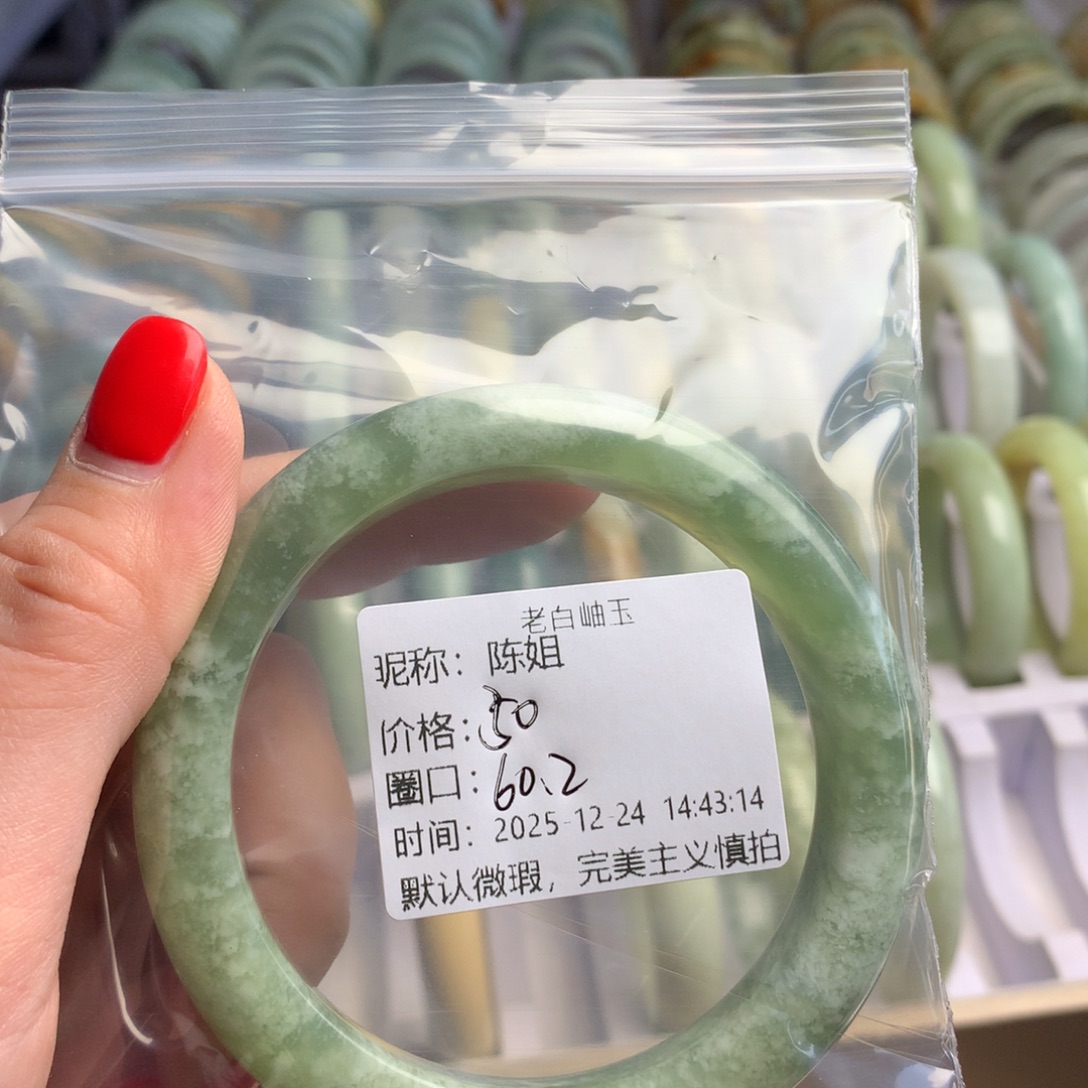 老白岫玉
昵称：陈姐
价格：50
圈口：60.2
时间：2025-12-24 14:43:14
默认微瑕，完美主义慎拍